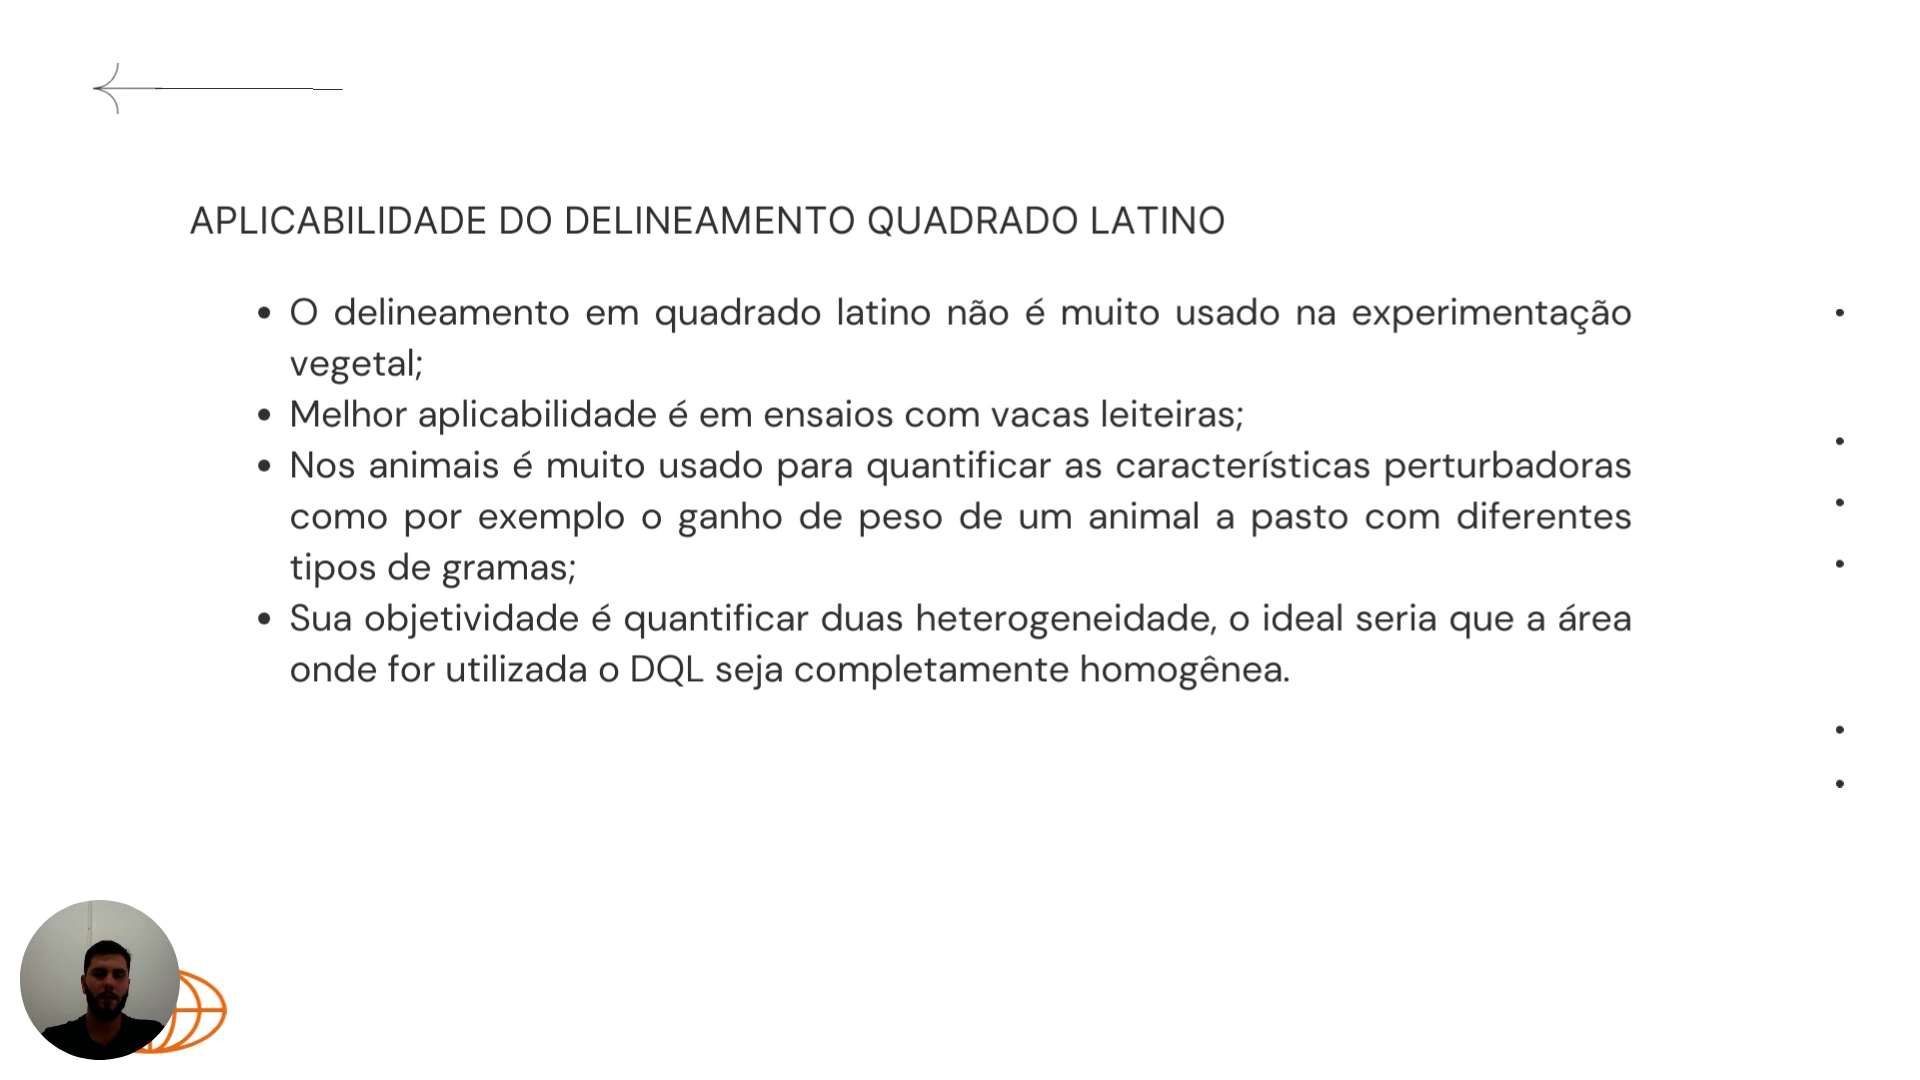 APLICABILIDADE DO DELINEAMENTO QUADRADO LATINO
• O delineamento em quadrado latino não é muito usado na experimentação
vegetal;
• Melhor aplicabilidade é em ensaios com vacas leiteiras;
• Nos animais é muito usado para quantificar as características perturbadoras
como por exemplo o ganho de peso de um animal a pasto com diferentes
tipos de gramas;
• Sua objetividade é quantificar duas heterogeneidade, o ideal seria que a área
onde for utilizada o DQL seja completamente homogênea.